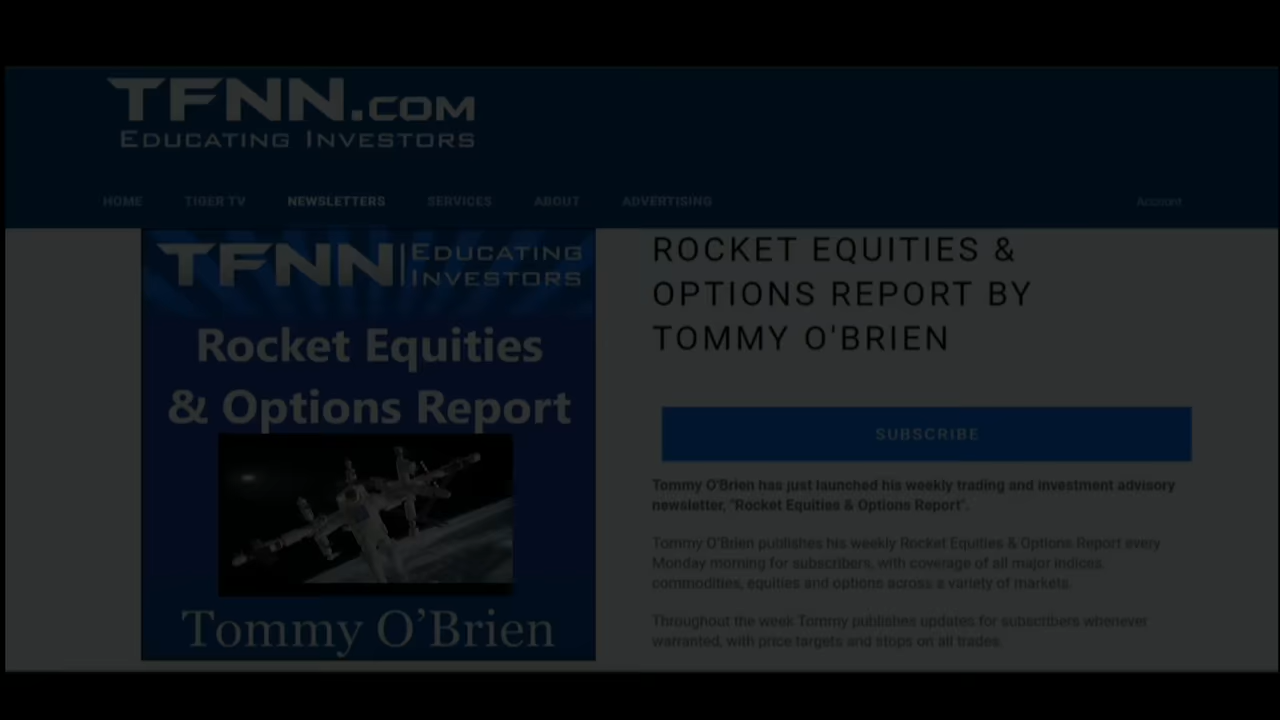 TFNN.COM
EDUCATING INVESTORS
HOME TIGER TV NEWSLETTERS SERVICES ABOUT ADVERTISING Account
TFNN EDUCATING
INVESTORS
Rocket Equities
& Options Report
Tommy O'Brien
ROCKET EQUITIES &
OPTIONS REPORT BY
TOMMY O'BRIEN
SUBSCRIBE
Tommy O'Brien has just launched his weekly trading and investment advisory
newsletter, "Rocket Equities & Options Report".
Tommy O'Brien publishes his weekly Rocket Equities & Options Report every
Monday morning for subscribers, with coverage of all major indices,
commodities, equities and options across a variety of markets.
Throughout the week Tommy publishes updates for subscribers whenever
warranted, with price targets and stops on all trades.